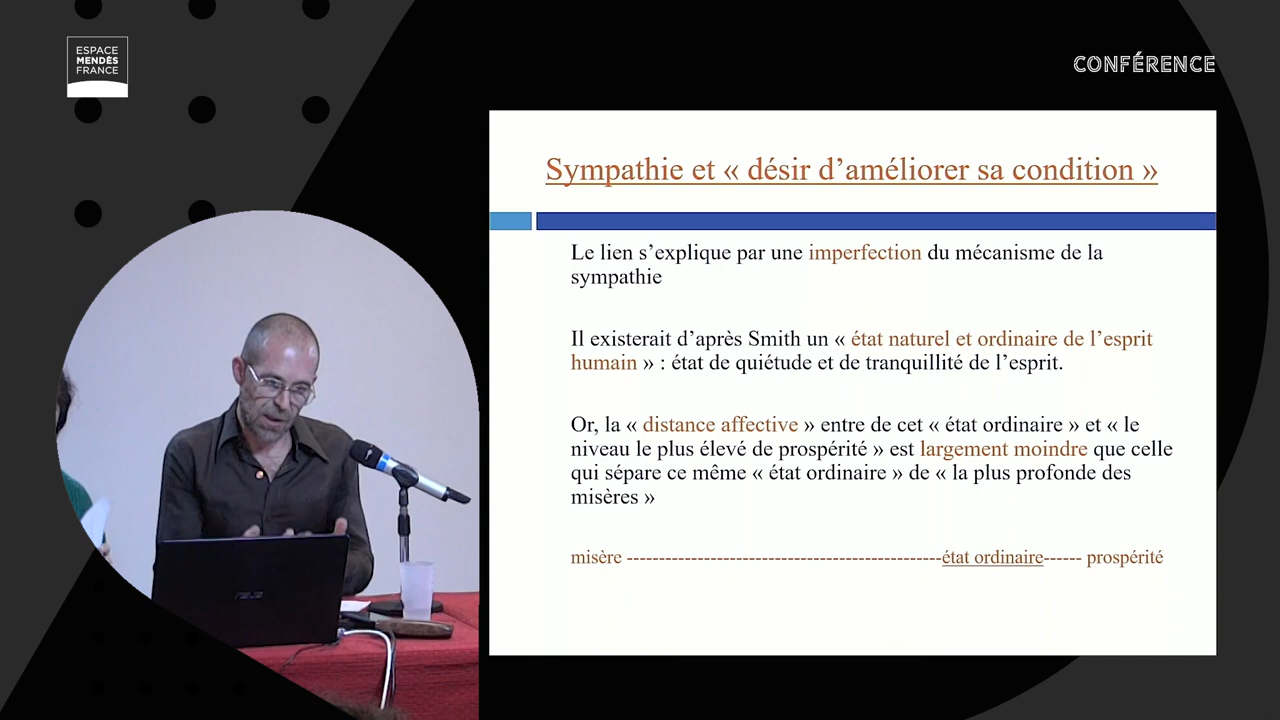 ESPACE
MENDÈS
FRANCE
CONFÉRENCE
Sympathie et « désir d’améliorer sa condition »
Le lien s’explique par une imperfection du mécanisme de la
sympathie
Il existerait d’après Smith un « état naturel et ordinaire de l’esprit
humain » : état de quiétude et de tranquillité de l’esprit.
Or, la « distance affective » entre de cet « état ordinaire » et « le
niveau le plus élevé de prospérité » est largement moindre que celle
qui sépare ce même « état ordinaire » de « la plus profonde des
misères »
misère -------------------------------------------------état ordinaire------ prospérité
ASUS